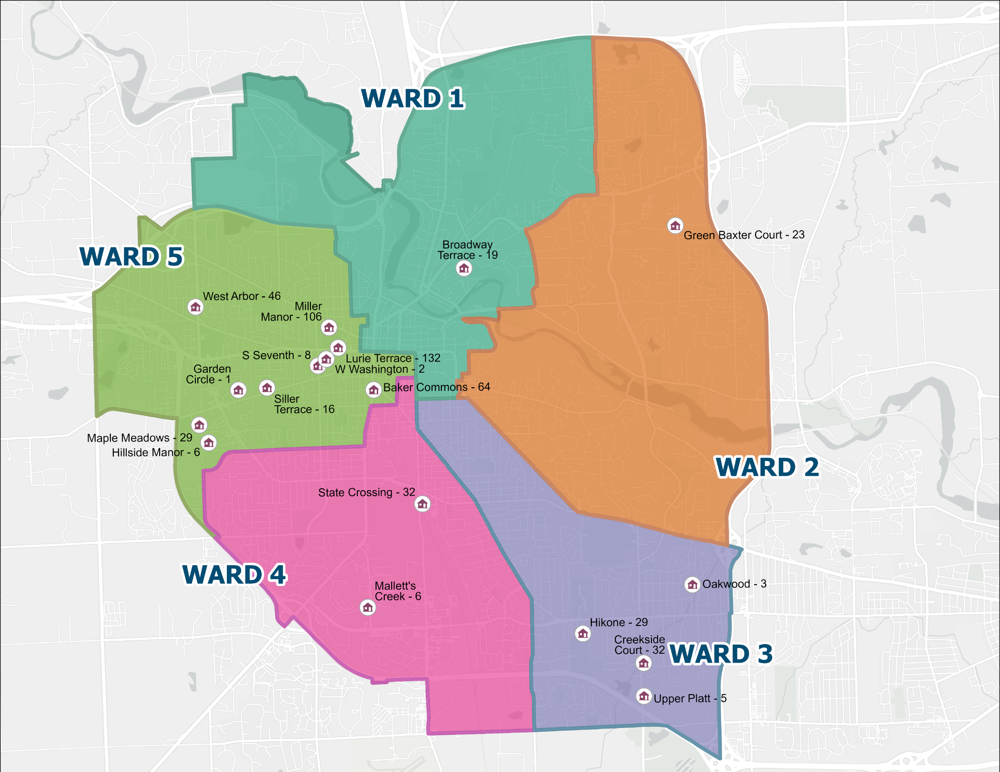 WARD 1
Green Baxter Court - 23
Broadway
Terrace - 19
WARD 5
West Arbor - 46
Miller
Manor - 106
S Seventh - 8
Lurie Terrace - 132
W Washington - 2
Garden
Circle - 1
Baker Commons - 64
Siller
Terrace - 16
Maple Meadows - 29
Hillside Manor - 6
WARD 2
State Crossing - 32
WARD 4
Mallett's
Creek - 6
Oakwood - 3
Hikone - 29
Creekside
Court - 32
WARD 3
Upper Platt - 5